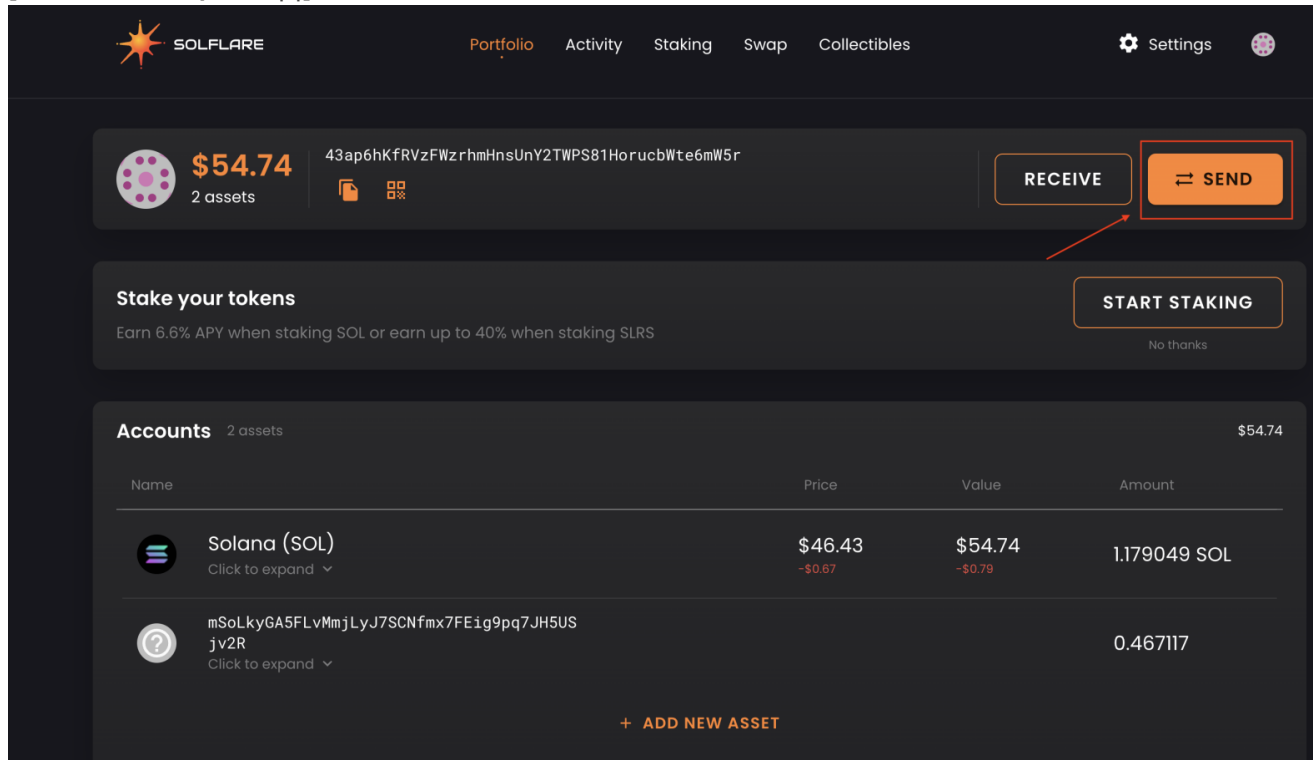 SOLFLARE
Portfolio
Activity
Staking
Swap
Collectibles
Settings
$54.74
2 assets
43ap6hKfRVzFWzrhmHnsUnY2TWPS81HorucbWte6mW5r
RECEIVE
SEND
Stake your tokens
Earn 6.6% APY when staking SOL or earn up to 40% when staking SLRS
START STAKING
No thanks
Accounts 2 assets
$54.74
Name
Price
Value
Amount
Solana (SOL)
Click to expand
$46.43
-$0.67
$54.74
-$0.79
1.179049 SOL
mSoLkyGA5FLvMmjLyJ7SCNfmx7FEig9pq7JH5US
jv2R
Click to expand
0.467117
+ ADD NEW ASSET